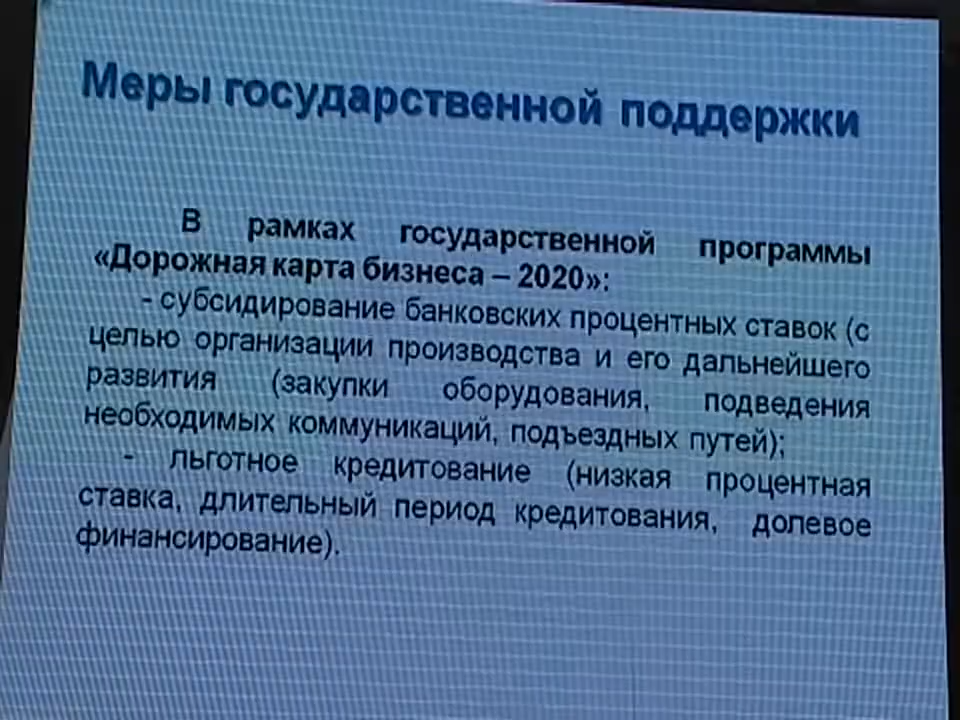 Меры государственной поддержки
В рамках государственной программы
«Дорожная карта бизнеса – 2020»:
- субсидирование банковских процентных ставок (с
целью организации производства и его дальнейшего
развития (закупки оборудования, подведения
необходимых коммуникаций, подъездных путей);
- льготное кредитование (низкая процентная
ставка, длительный период кредитования, долевое
финансирование).